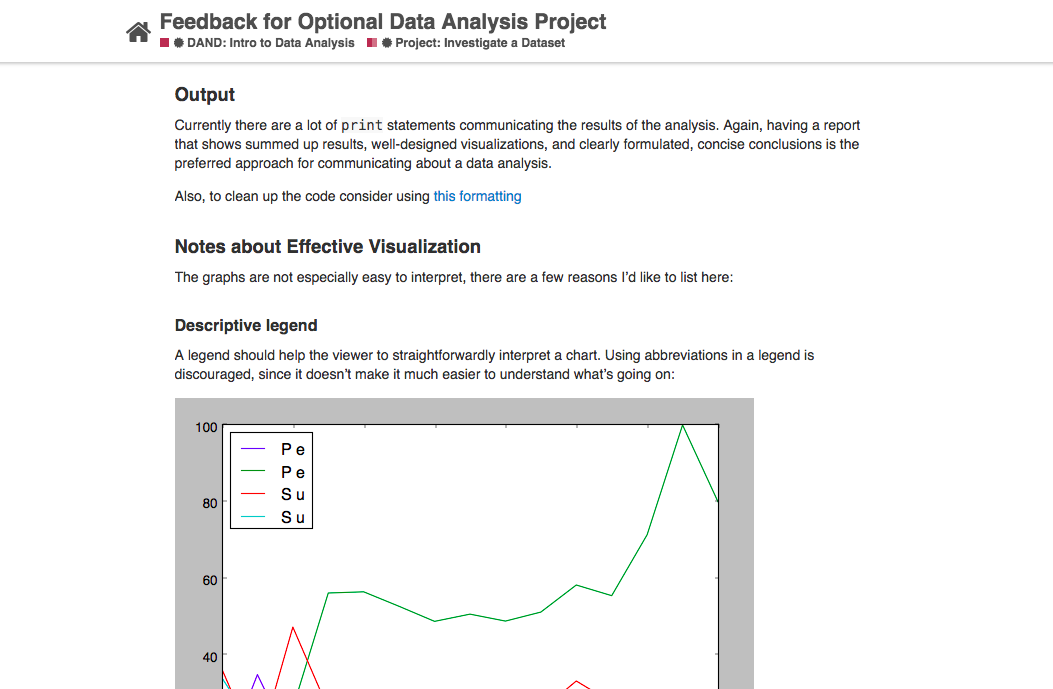 Feedback for Optional Data Analysis Project
DAND: Intro to Data Analysis Project: Investigate a Dataset
Output
Currently there are a lot of print statements communicating the results of the analysis. Again, having a report
that shows summed up results, well-designed visualizations, and clearly formulated, concise conclusions is the
preferred approach for communicating about a data analysis.
Also, to clean up the code consider using this formatting
Notes about Effective Visualization
The graphs are not especially easy to interpret, there are a few reasons I’d like to list here:
Descriptive legend
A legend should help the viewer to straightforwardly interpret a chart. Using abbreviations in a legend is
discouraged, since it doesn’t make it much easier to understand what’s going on:
100
P e
P e
S u
S u
80
60
40